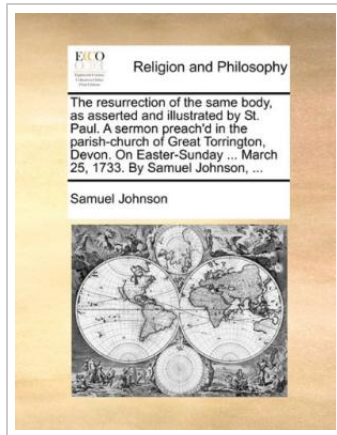 ECCO
Religion and Philosophy
The resurrection of the same body,
as asserted and illustrated by St.
Paul. A sermon preach'd in the
parish-church of Great Torrington,
Devon. On Easter-Sunday ... March
25, 1733. By Samuel Johnson, ...
Samuel Johnson